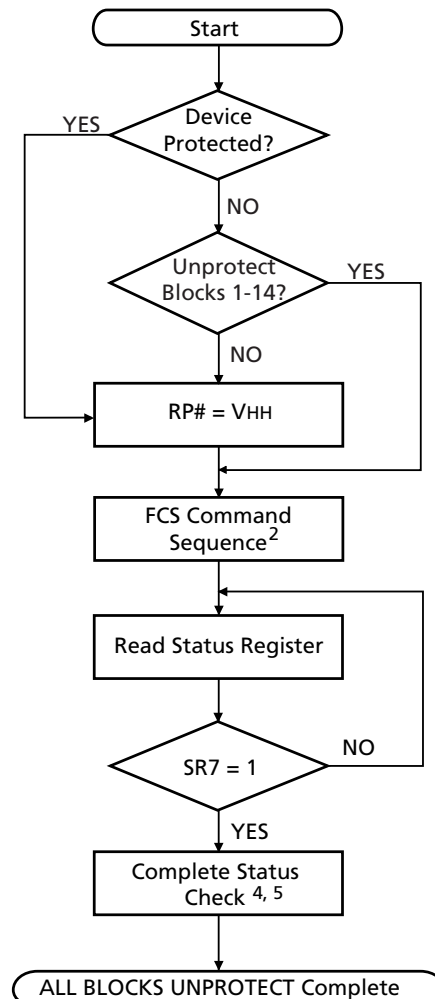 Start
Device
Protected?
YES
NO
Unprotect
Blocks 1-14?
YES
NO
RP# = VHH
FCS Command
Sequence2
Read Status Register
SR7 = 1
NO
YES
Complete Status
Check 4, 5
ALL BLOCKS UNPROTECT Complete